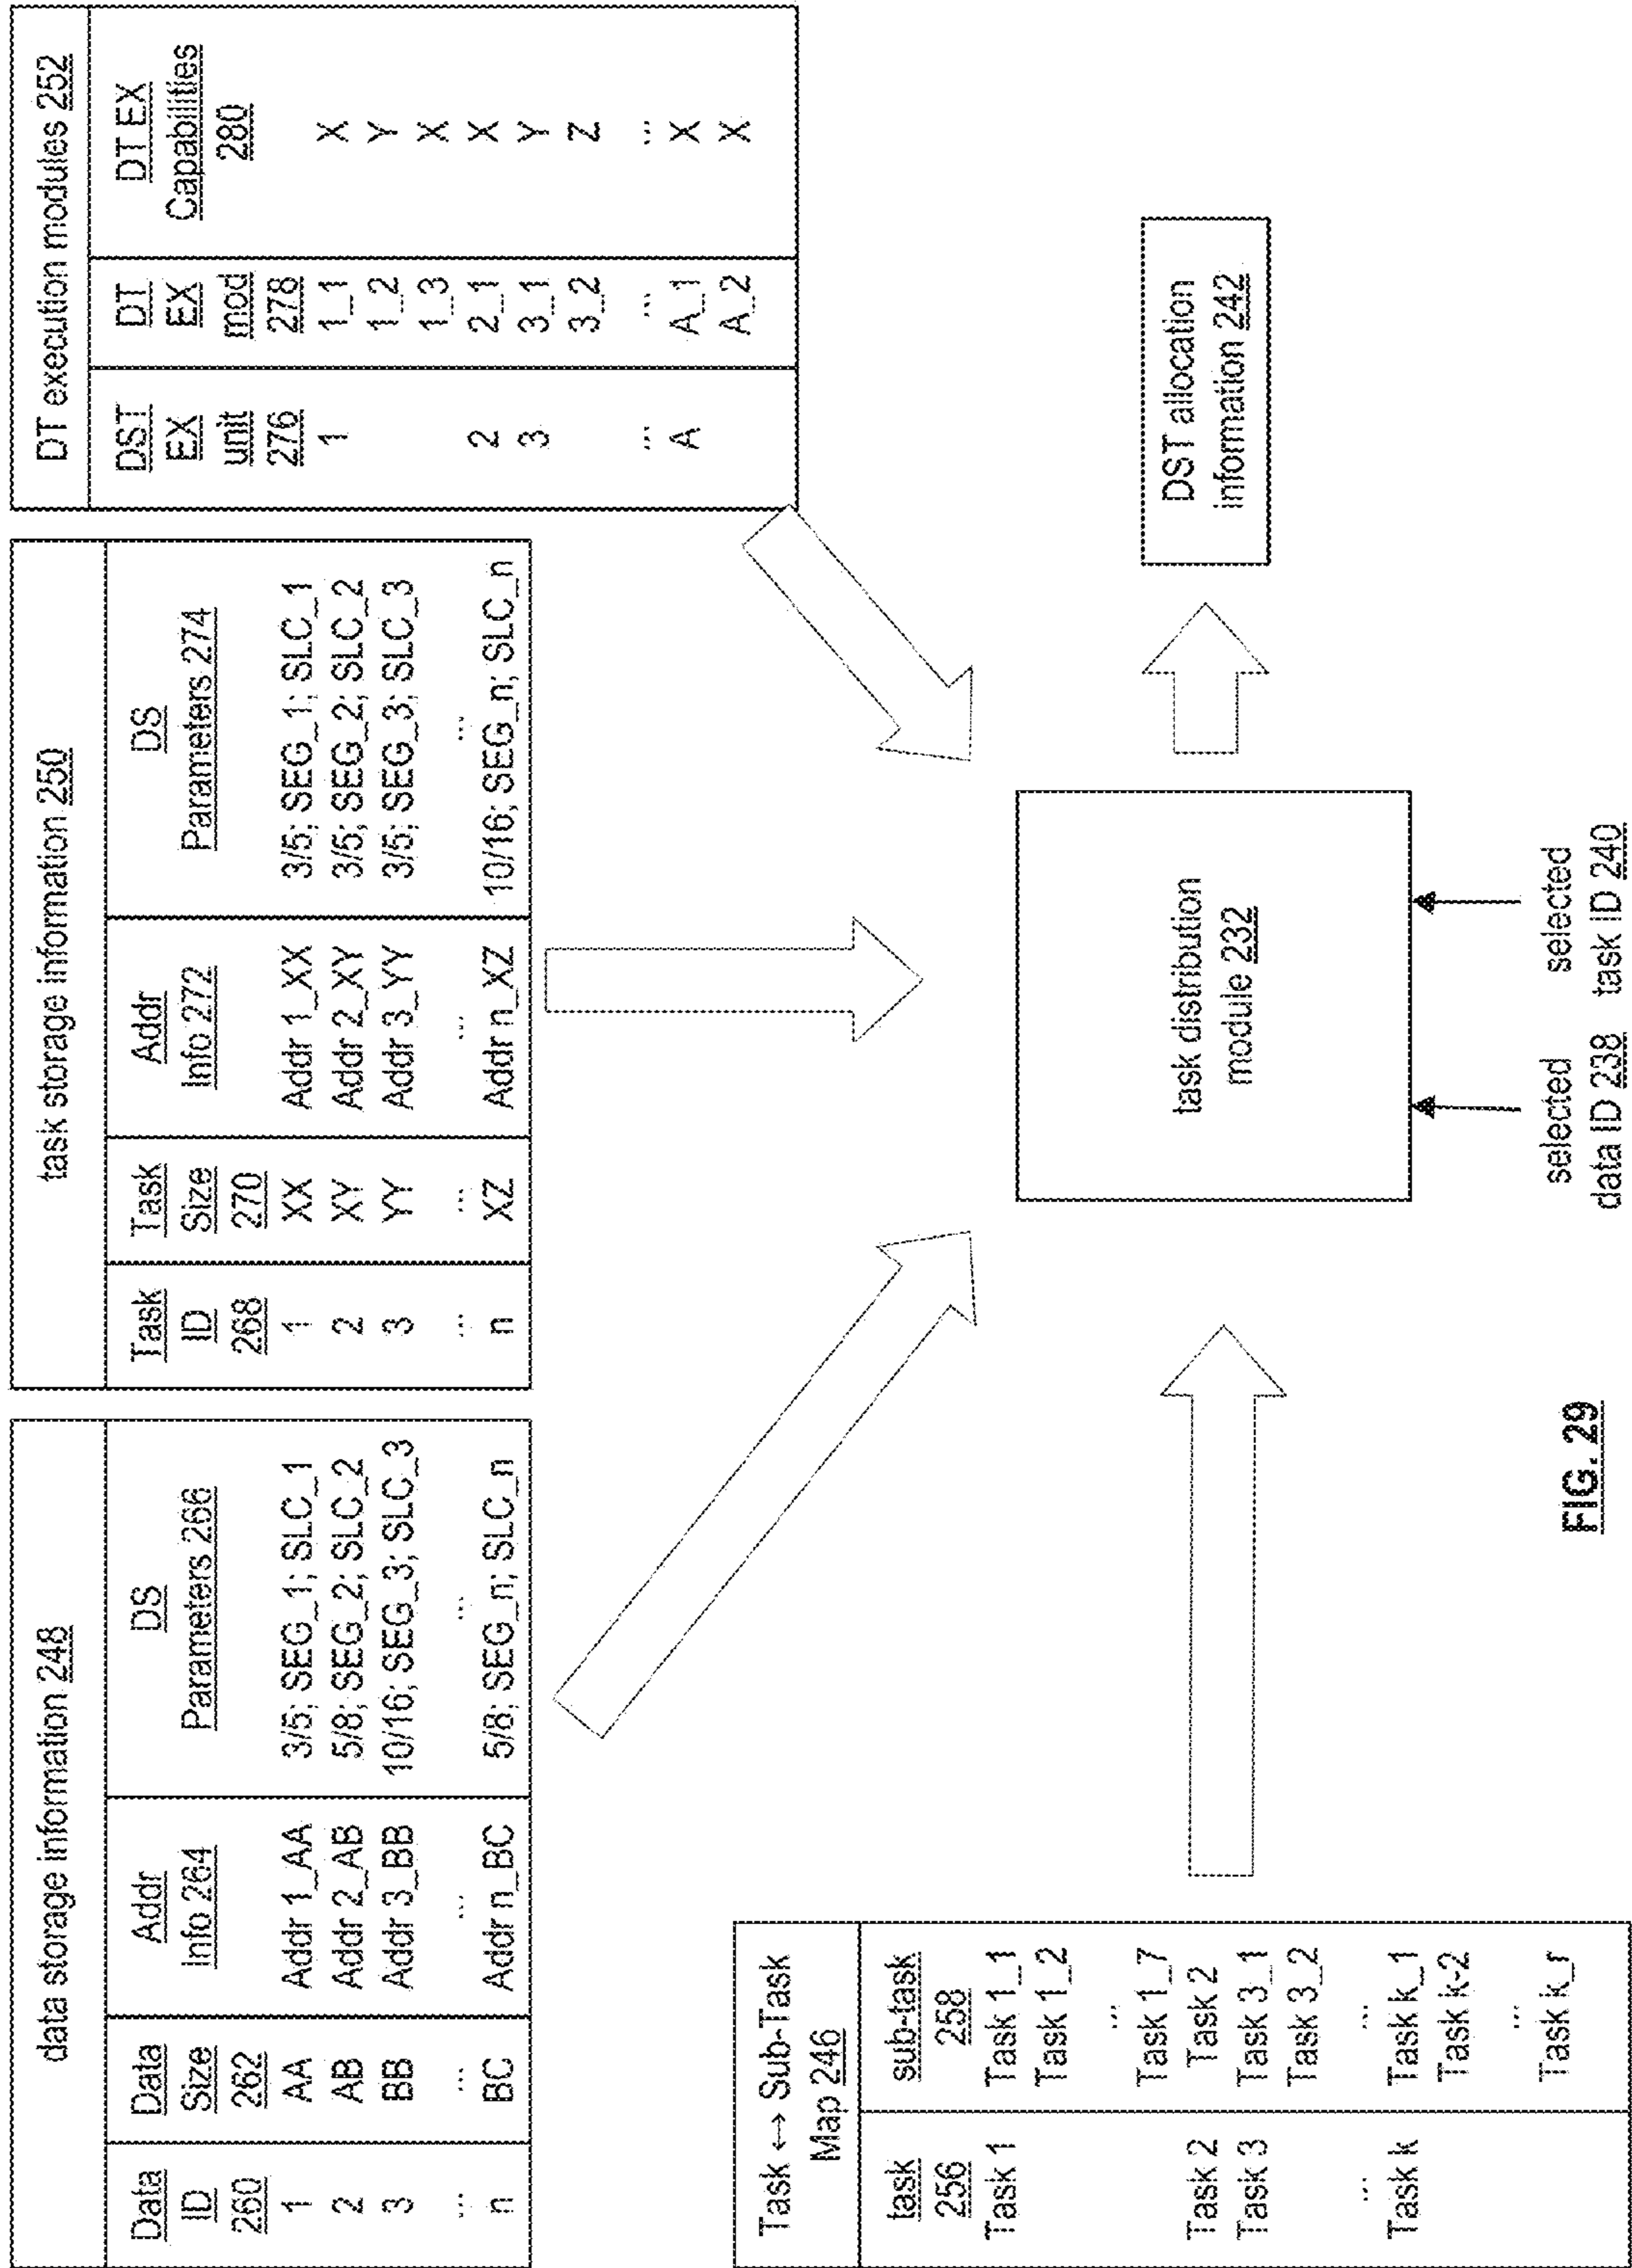 data storage information 248
Data ID 260 Data Size 262 Addr Info 264 DS Parameters 266
1 AA Addr 1_AA 3/5; SEG_1; SLC_1
2 AB Addr 2_AB 5/8; SEG_2; SLC_2
3 BB Addr 3_BB 10/16; SEG_3; SLC_3
... ... ... ...
n BC Addr n_BC 5/8; SEG_n; SLC_n
task storage information 250
Task ID 268 Task Size 270 Addr Info 272 DS Parameters 274
1 XX Addr 1_XX 3/5; SEG_1; SLC_1
2 XY Addr 2_XY 3/5; SEG_2; SLC_2
3 YY Addr 3_YY 3/5; SEG_3; SLC_3
... ... ... ...
n XZ Addr n_XZ 10/16; SEG_n; SLC_n
DT execution modules 252
DST EX unit 276 DT EX mod 278 DT EX Capabilities 280
1 1_1 X
1_2 Y
1_3 X
2 2_1 X
3 3_1 Y
3_2 Z
... ... ...
A A_1 X
A_2 X
Task ↔ Sub-Task
Map 246
task 256 sub-task 258
Task 1 Task 1_1
Task 1_2
...
Task 1_7
Task 2 Task 2
Task 3 Task 3_1
Task 3_2
... ...
Task k Task k_1
Task k-2
...
Task k_r
task distribution
module 232
DST allocation
information 242
selected
data ID 238
selected
task ID 240
FIG. 29